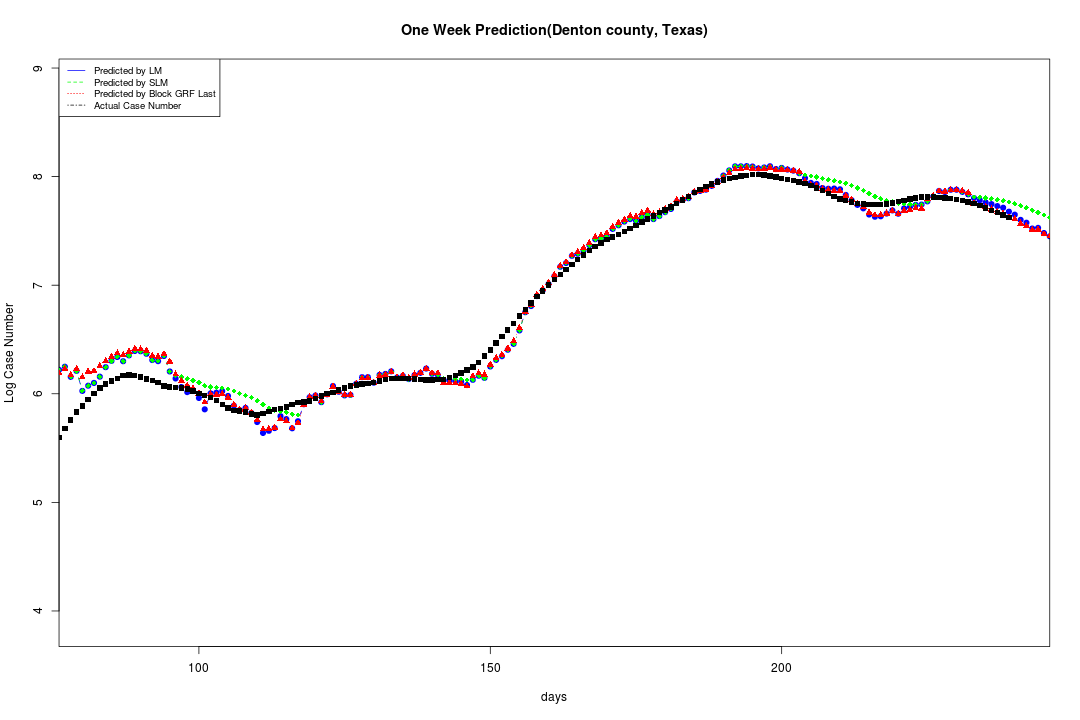 One Week Prediction(Denton county, Texas)
Predicted by LM
Predicted by SLM
Predicted by Block GRF Last
Actual Case Number
9
8
7
6
5
4
Log Case Number
100 150 200
days